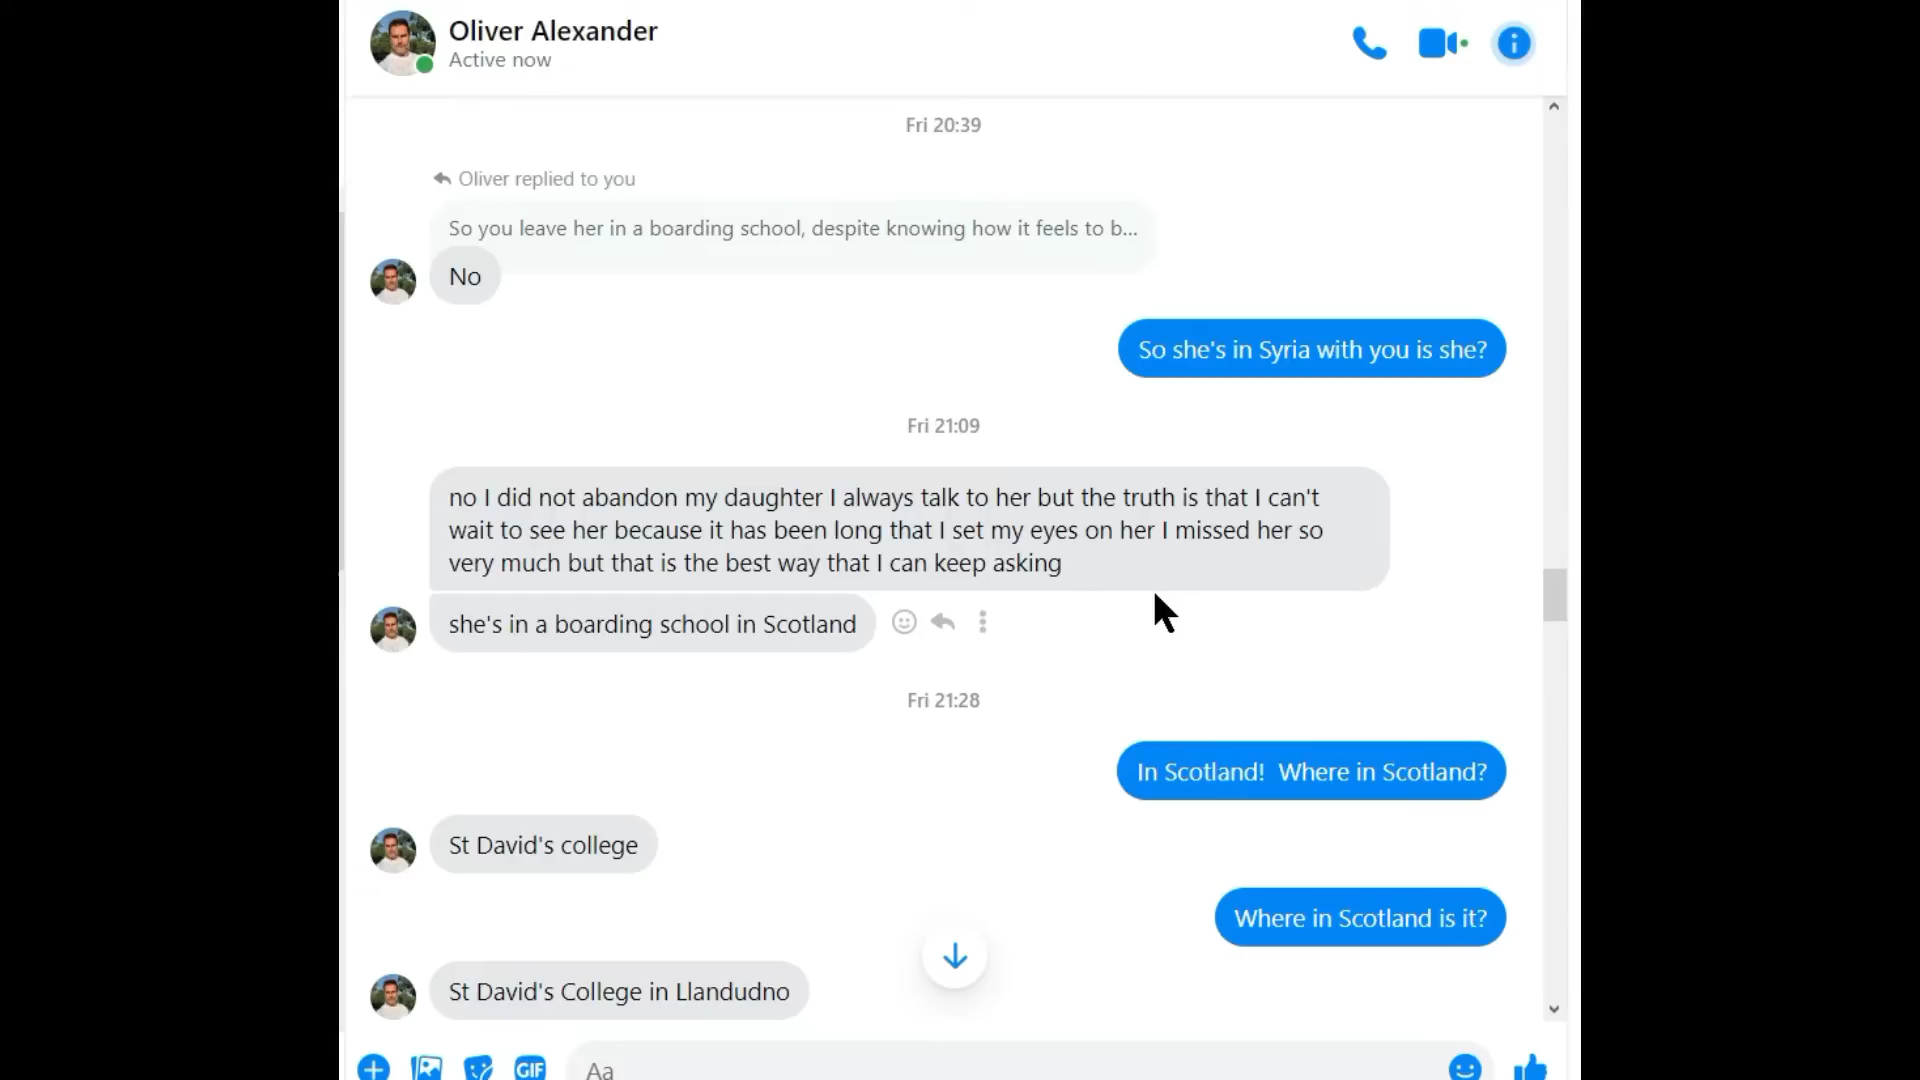 Oliver Alexander
Active now
Fri 20:39
Oliver replied to you
So you leave her in a boarding school, despite knowing how it feels to b...
No
So she's in Syria with you is she?
Fri 21:09
no I did not abandon my daughter I always talk to her but the truth is that I can't
wait to see her because it has been long that I set my eyes on her I missed her so
very much but that is the best way that I can keep asking
she's in a boarding school in Scotland
Fri 21:28
In Scotland!  Where in Scotland?
St David's college
Where in Scotland is it?
St David's College in Llandudno
GIF
Aa